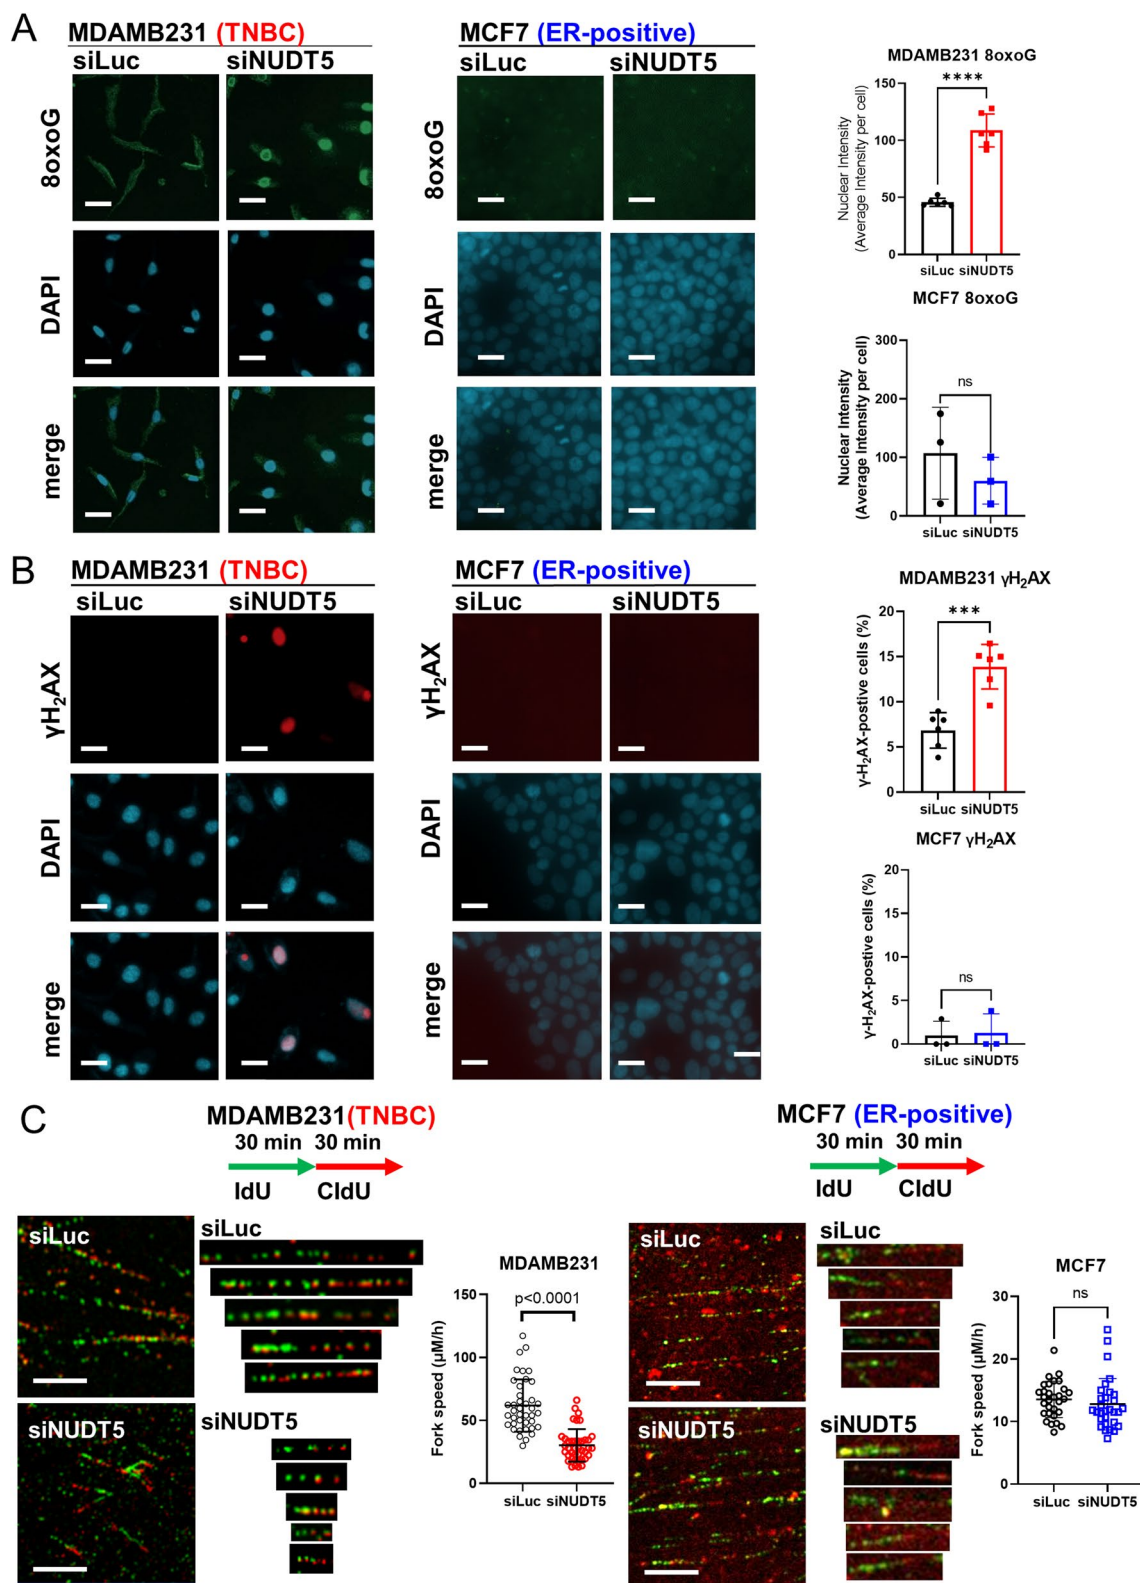 A
MDAMB231 (TNBC)
siLuc
siNUDT5
8oxoG
DAPI
merge
MCF7 (ER-positive)
siLuc
siNUDT5
8oxoG
DAPI
merge
MDAMB231 8oxoG
Nuclear Intensity
(Average Intensity per cell)
150
100
50
0
****
siLuc siNUDT5
MCF7 8oxoG
Nuclear Intensity
(Average Intensity per cell)
300
200
100
0
ns
siLuc siNUDT5
B
MDAMB231 (TNBC)
siLuc
siNUDT5
γH₂AX
DAPI
merge
MCF7 (ER-positive)
siLuc
siNUDT5
γH₂AX
DAPI
merge
MDAMB231 γH₂AX
γ-H₂AX-postive cells (%)
20
15
10
5
0
***
siLuc siNUDT5
MCF7 γH₂AX
γ-H₂AX-postive cells (%)
20
15
10
5
0
ns
siLuc siNUDT5
C
MDAMB231(TNBC)
30 min 30 min
IdU CldU
siLuc
siNUDT5
siLuc
siNUDT5
MDAMB231
Fork speed (µM/h)
150
100
50
0
p<0.0001
siLuc siNUDT5
MCF7 (ER-positive)
30 min 30 min
IdU CldU
siLuc
siNUDT5
siLuc
siNUDT5
MCF7
Fork speed (µM/h)
30
20
10
0
ns
siLuc siNUDT5